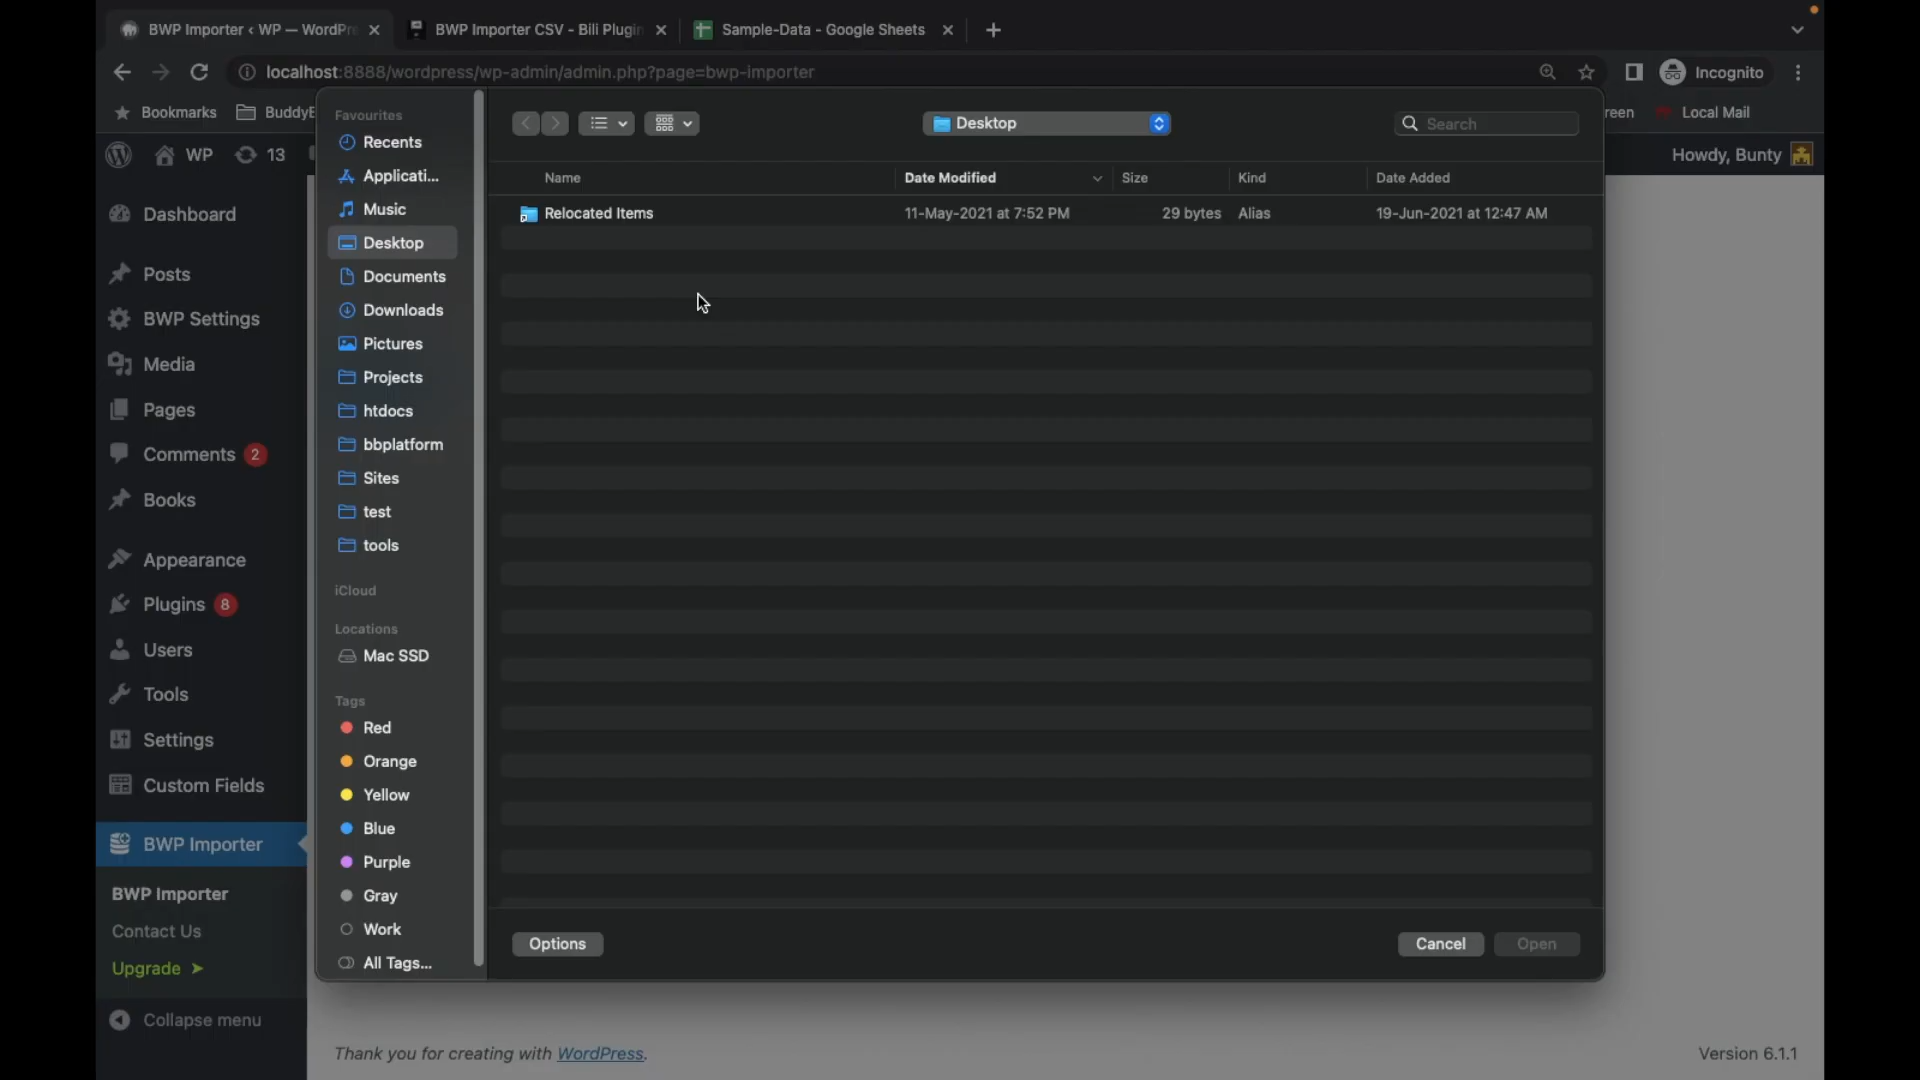 BWP Importer ‹ WP — WordPre
BWP Importer CSV - Bili Plugin
Sample-Data - Google Sheets
localhost:8888/wordpress/wp-admin/admin.php?page=bwp-importer
Incognito
Bookmarks
BuddyE
reen
Local Mail
WP
13
Howdy, Bunty
Dashboard
Posts
BWP Settings
Media
Pages
Comments 2
Books
Appearance
Plugins 8
Users
Tools
Settings
Custom Fields
BWP Importer
BWP Importer
Contact Us
Upgrade ➤
Collapse menu
Favourites
Recents
Applicati...
Music
Desktop
Documents
Downloads
Pictures
Projects
htdocs
bbplatform
Sites
test
tools
iCloud
Locations
Mac SSD
Tags
Red
Orange
Yellow
Blue
Purple
Gray
Work
All Tags...
Desktop
Search
Name Date Modified Size Kind Date Added
Relocated Items 11-May-2021 at 7:52 PM 29 bytes Alias 19-Jun-2021 at 12:47 AM
Options
Cancel
Open
Thank you for creating with WordPress.
Version 6.1.1